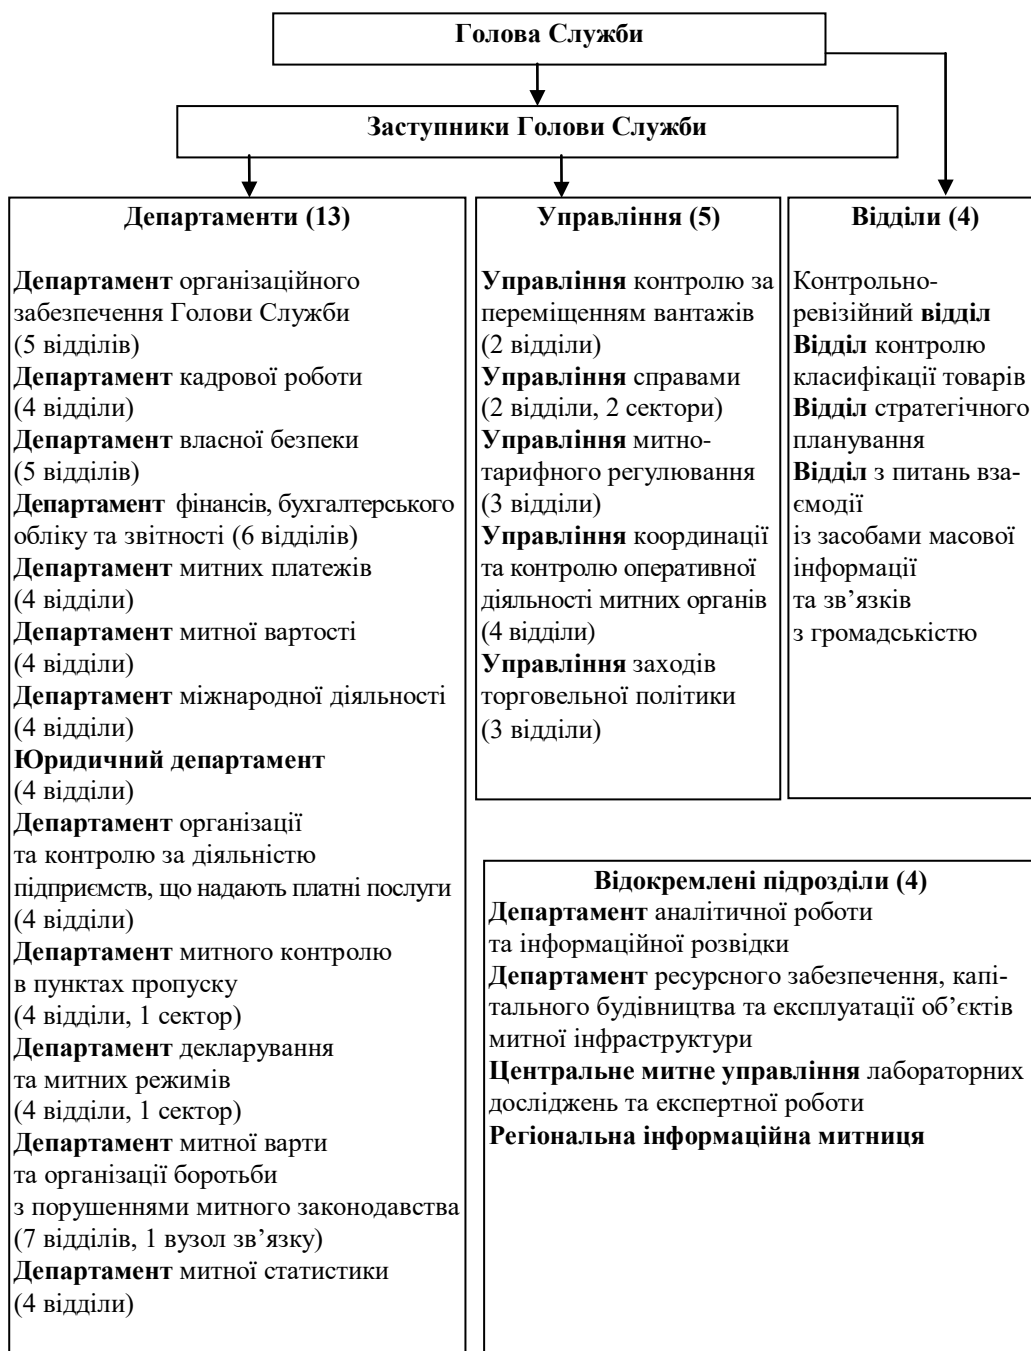 Голова Служби
Заступники Голови Служби
Департаменти (13)
Департамент організаційного
забезпечення Голови Служби
(5 відділів)
Департамент кадрової роботи
(4 відділи)
Департамент власної безпеки
(5 відділів)
Департамент фінансів, бухгалтерського
обліку та звітності (6 відділів)
Департамент митних платежів
(4 відділи)
Департамент митної вартості
(4 відділи)
Департамент міжнародної діяльності
(4 відділи)
Юридичний департамент
(4 відділи)
Департамент організації
та контролю за діяльністю
підприємств, що надають платні послуги
(4 відділи)
Департамент митного контролю
в пунктах пропуску
(4 відділи, 1 сектор)
Департамент декларування
та митних режимів
(4 відділи, 1 сектор)
Департамент митної варти
та організації боротьби
з порушеннями митного законодавства
(7 відділів, 1 вузол зв’язку)
Департамент митної статистики
(4 відділи)
Управління (5)
Управління контролю за
переміщенням вантажів
(2 відділи)
Управління справами
(2 відділи, 2 сектори)
Управління митно-
тарифного регулювання
(3 відділи)
Управління координації
та контролю оперативної
діяльності митних органів
(4 відділи)
Управління заходів
торговельної політики
(3 відділи)
Відділи (4)
Контрольно-
ревізійний відділ
Відділ контролю
класифікації товарів
Відділ стратегічного
планування
Відділ з питань вза-
ємодії
із засобами масової
інформації
та зв’язків
з громадськістю
Відокремлені підрозділи (4)
Департамент аналітичної роботи
та інформаційної розвідки
Департамент ресурсного забезпечення, капі-
тального будівництва та експлуатації об’єктів
митної інфраструктури
Центральне митне управління лабораторних
досліджень та експертної роботи
Регіональна інформаційна митниця